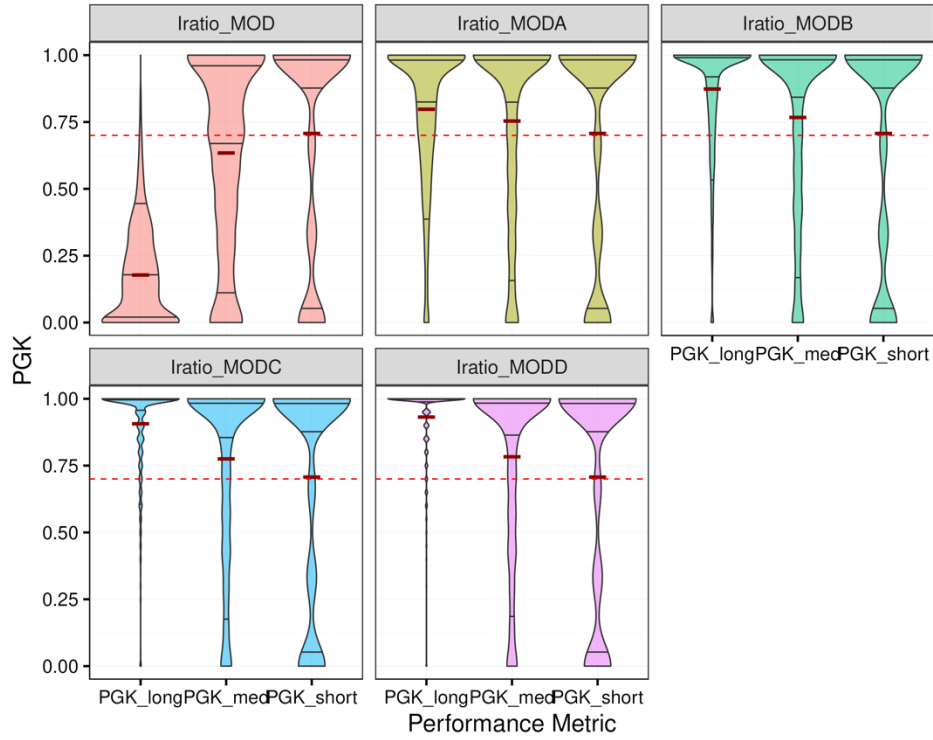 Iratio_MOD Iratio_MODA Iratio_MODB
1.00
0.75
0.50
0.25
0.00
PGK_long PGK_med PGK_short
PGK
Iratio_MODC Iratio_MODD
1.00
0.75
0.50
0.25
0.00
PGK_long PGK_med PGK_short PGK_long PGK_med PGK_short
Performance Metric